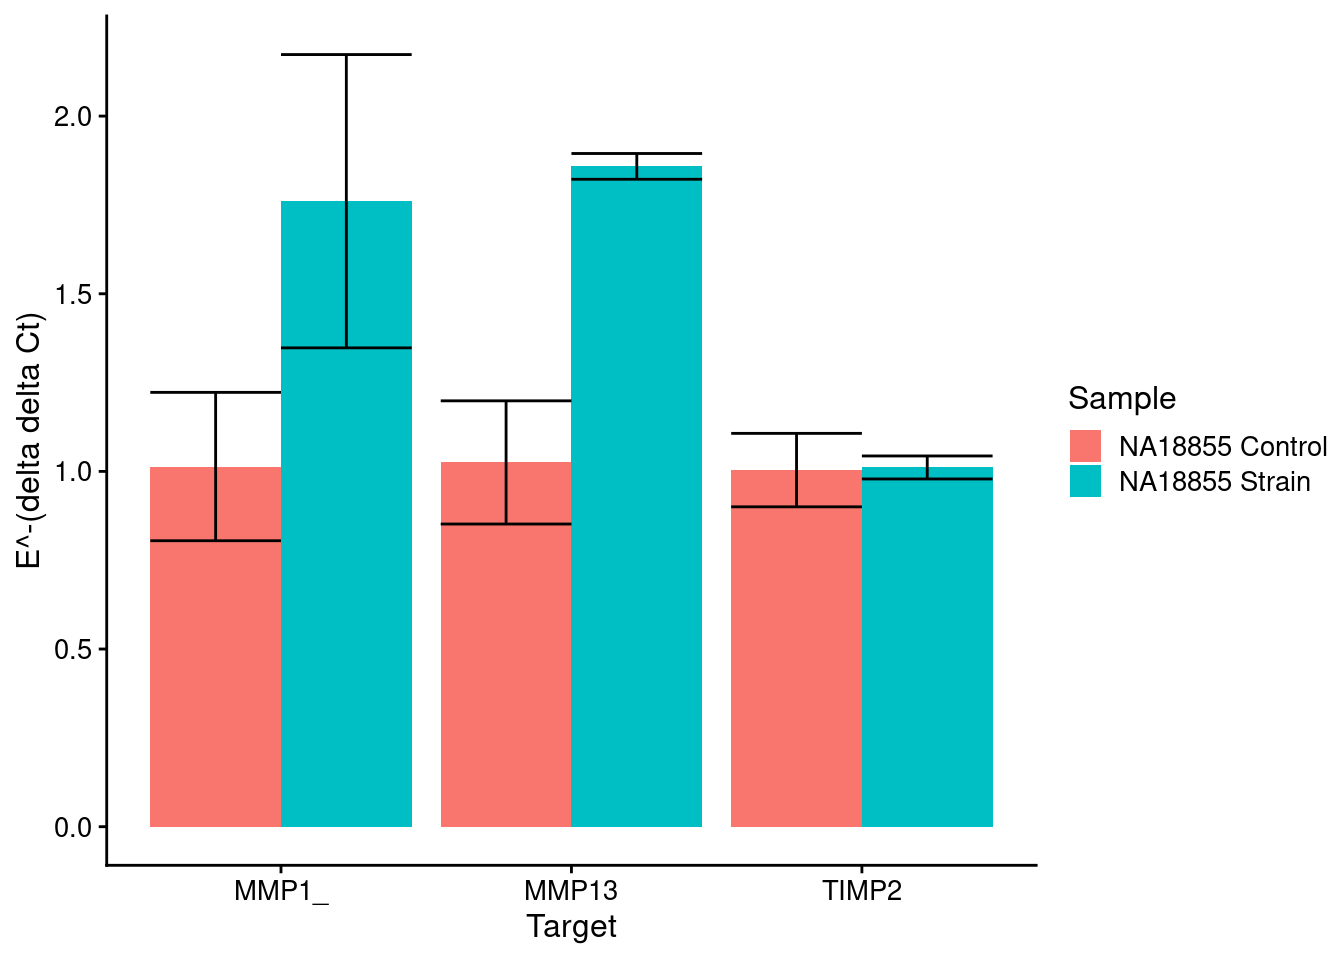 E^-(delta delta Ct)
2.0
1.5
1.0
0.5
0.0
MMP1_ MMP13 TIMP2
Target
Sample
NA18855 Control
NA18855 Strain